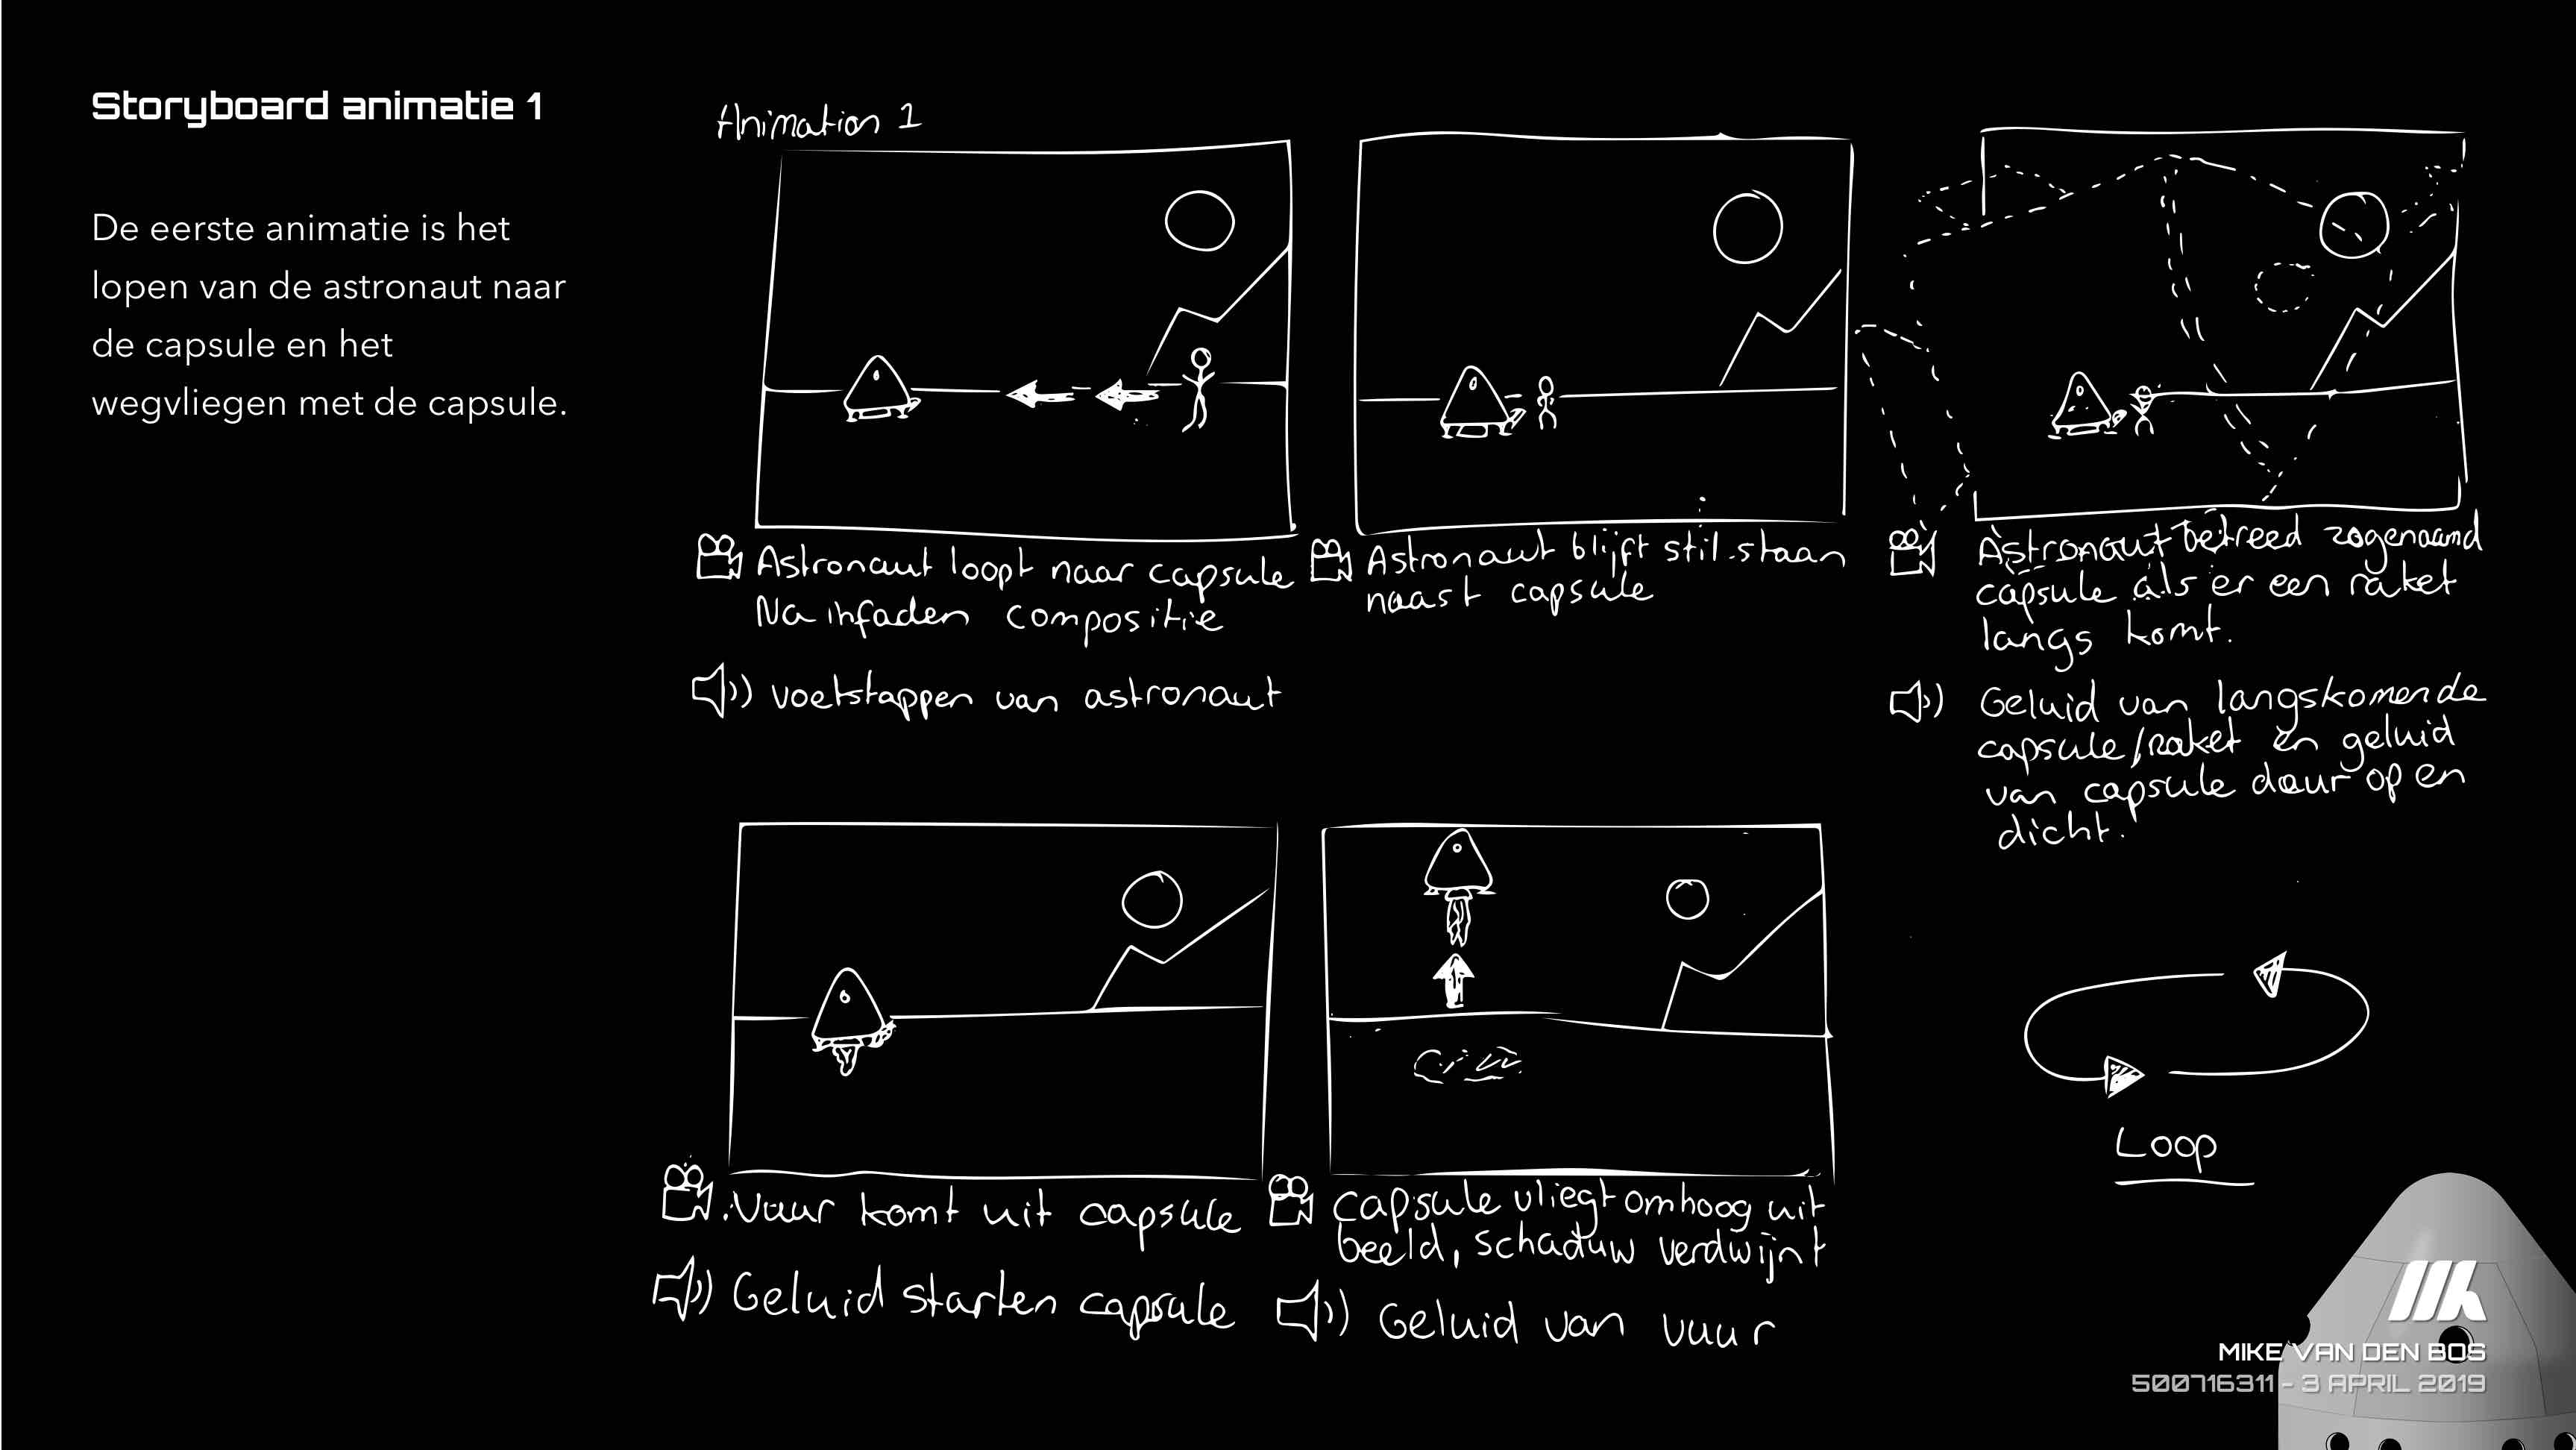 Storyboard animatie 1
De eerste animatie is het
lopen van de astronaut naar
de capsule en het
wegvliegen met de capsule.
Animation 1
Astronaut loopt naar capsule
Na infaden compositie
voetstappen van astronaut
Astronaut blijft stil staan
naast capsule
Astronaut betreed zogenaamd
capsule als er een raket
langs komt.
Geluid van langskomende
capsule/raket en geluid
van capsule deur open
dicht.
Vuur komt uit capsule
Geluid starten capsule
capsule vliegt omhoog uit
beeld, schaduw verdwijnt
Geluid van vuur
Loop
MIKE VAN DEN BOS
500716311 - 3 APRIL 2019